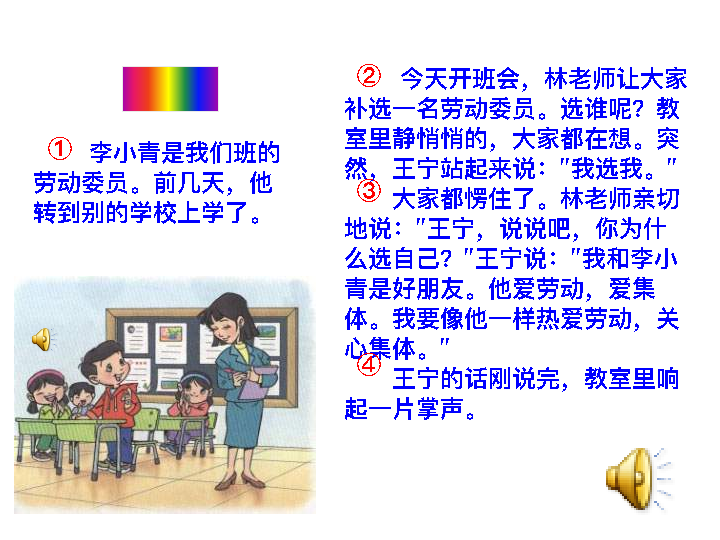 ① 李小青是我们班的
劳动委员。前几天，他
转到别的学校上学了。
② 今天开班会，林老师让大家
补选一名劳动委员。选谁呢？教
室里静悄悄的，大家都在想。突
然，王宁站起来说："我选我。"
③ 大家都愣住了。林老师亲切
地说："王宁，说说吧，你为什
么选自己？"王宁说："我和李小
青是好朋友。他爱劳动，爱集
体。我要像他一样热爱劳动，关
心集体。"
④ 王宁的话刚说完，教室里响
起一片掌声。